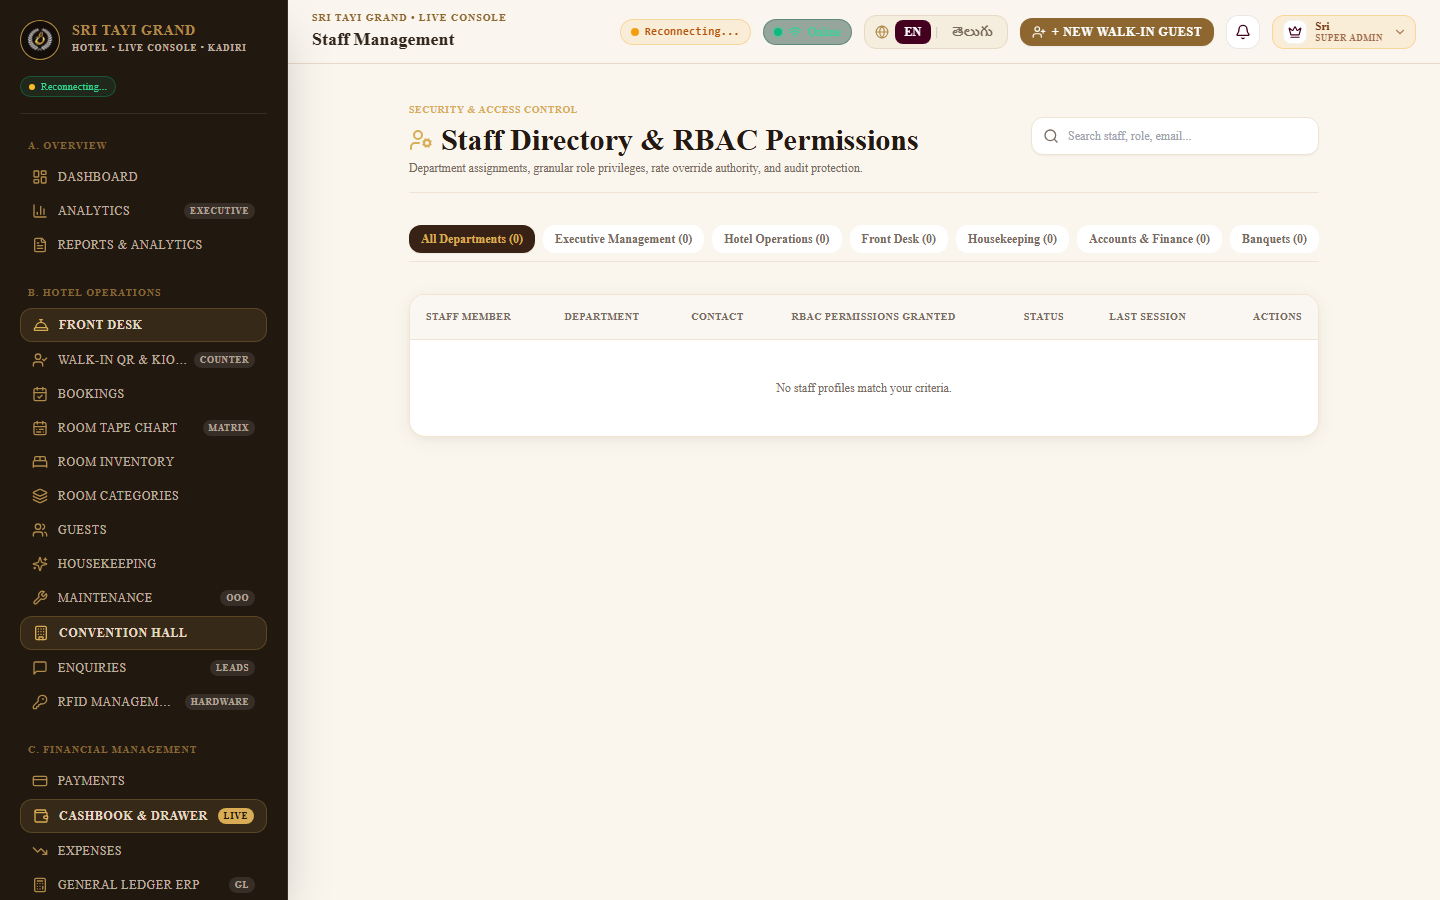 SRI TAYI GRAND
HOTEL • LIVE CONSOLE • KADIRI
Reconnecting...
A. OVERVIEW
DASHBOARD
ANALYTICS EXECUTIVE
REPORTS & ANALYTICS
B. HOTEL OPERATIONS
FRONT DESK
WALK-IN QR & KIO... COUNTER
BOOKINGS
ROOM TAPE CHART MATRIX
ROOM INVENTORY
ROOM CATEGORIES
GUESTS
HOUSEKEEPING
MAINTENANCE OOO
CONVENTION HALL
ENQUIRIES LEADS
RFID MANAGEM... HARDWARE
C. FINANCIAL MANAGEMENT
PAYMENTS
CASHBOOK & DRAWER LIVE
EXPENSES
GENERAL LEDGER ERP GL
SRI TAYI GRAND • LIVE CONSOLE
Staff Management
Reconnecting...
EN
తెలుగు
+ NEW WALK-IN GUEST
Sri
SUPER ADMIN
SECURITY & ACCESS CONTROL
Staff Directory & RBAC Permissions
Department assignments, granular role privileges, rate override authority, and audit protection.
Search staff, role, email...
All Departments (0) Executive Management (0) Hotel Operations (0) Front Desk (0) Housekeeping (0) Accounts & Finance (0) Banquets (0)
STAFF MEMBER DEPARTMENT CONTACT RBAC PERMISSIONS GRANTED STATUS LAST SESSION ACTIONS
No staff profiles match your criteria.